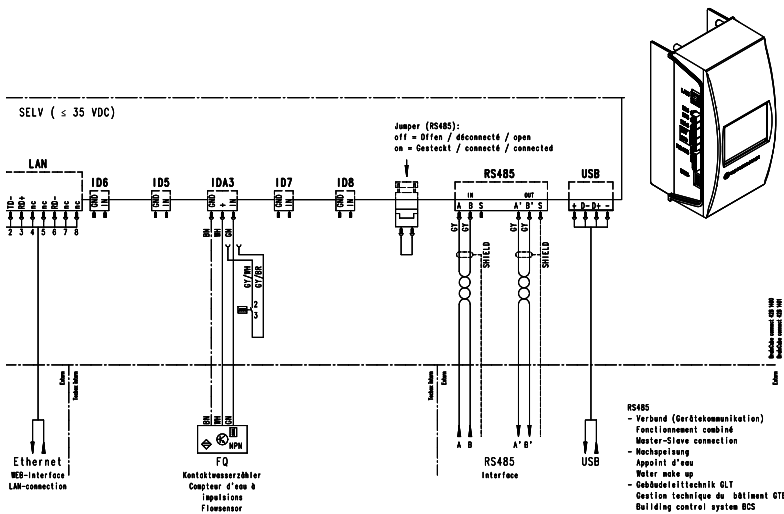 SELV ( ≤ 35 VDC)
Jumper (RS485):
off = Offen / déconnecté / open
on = Gesteckt / connecté / connected
LAN
ID6
ID5
IDA3
ID7
ID8
RS485
USB
IN
OUT
TD- RD+ nc nc RD- nc nc
2 3 4 5 6 7 8
GND IN
GND IN
GND + IN
GND IN
GND IN
A B S
A' B' S
+ D- D+ -
BN WH GN
GY/WH
GY/BR
2
3
GY GY
SHIELD
GY GY
SHIELD
Extern
Extern
Extern
BN WH GN
NPN
A B
A' B'
Ethernet
WEB-Interface
LAN-connection
FQ
Kontaktwasserzähler
Compteur d'eau à
impulsions
Flowsensor
RS485
Interface
USB
RS485
- Verbund (Gerätekommunikation)
Fonctionnement combiné
Master-Slave connection
- Nachspeisung
Appoint d'eau
Water make up
- Gebäudeleittechnik GLT
Gestion technique du bâtiment GTB
Building control system BCS